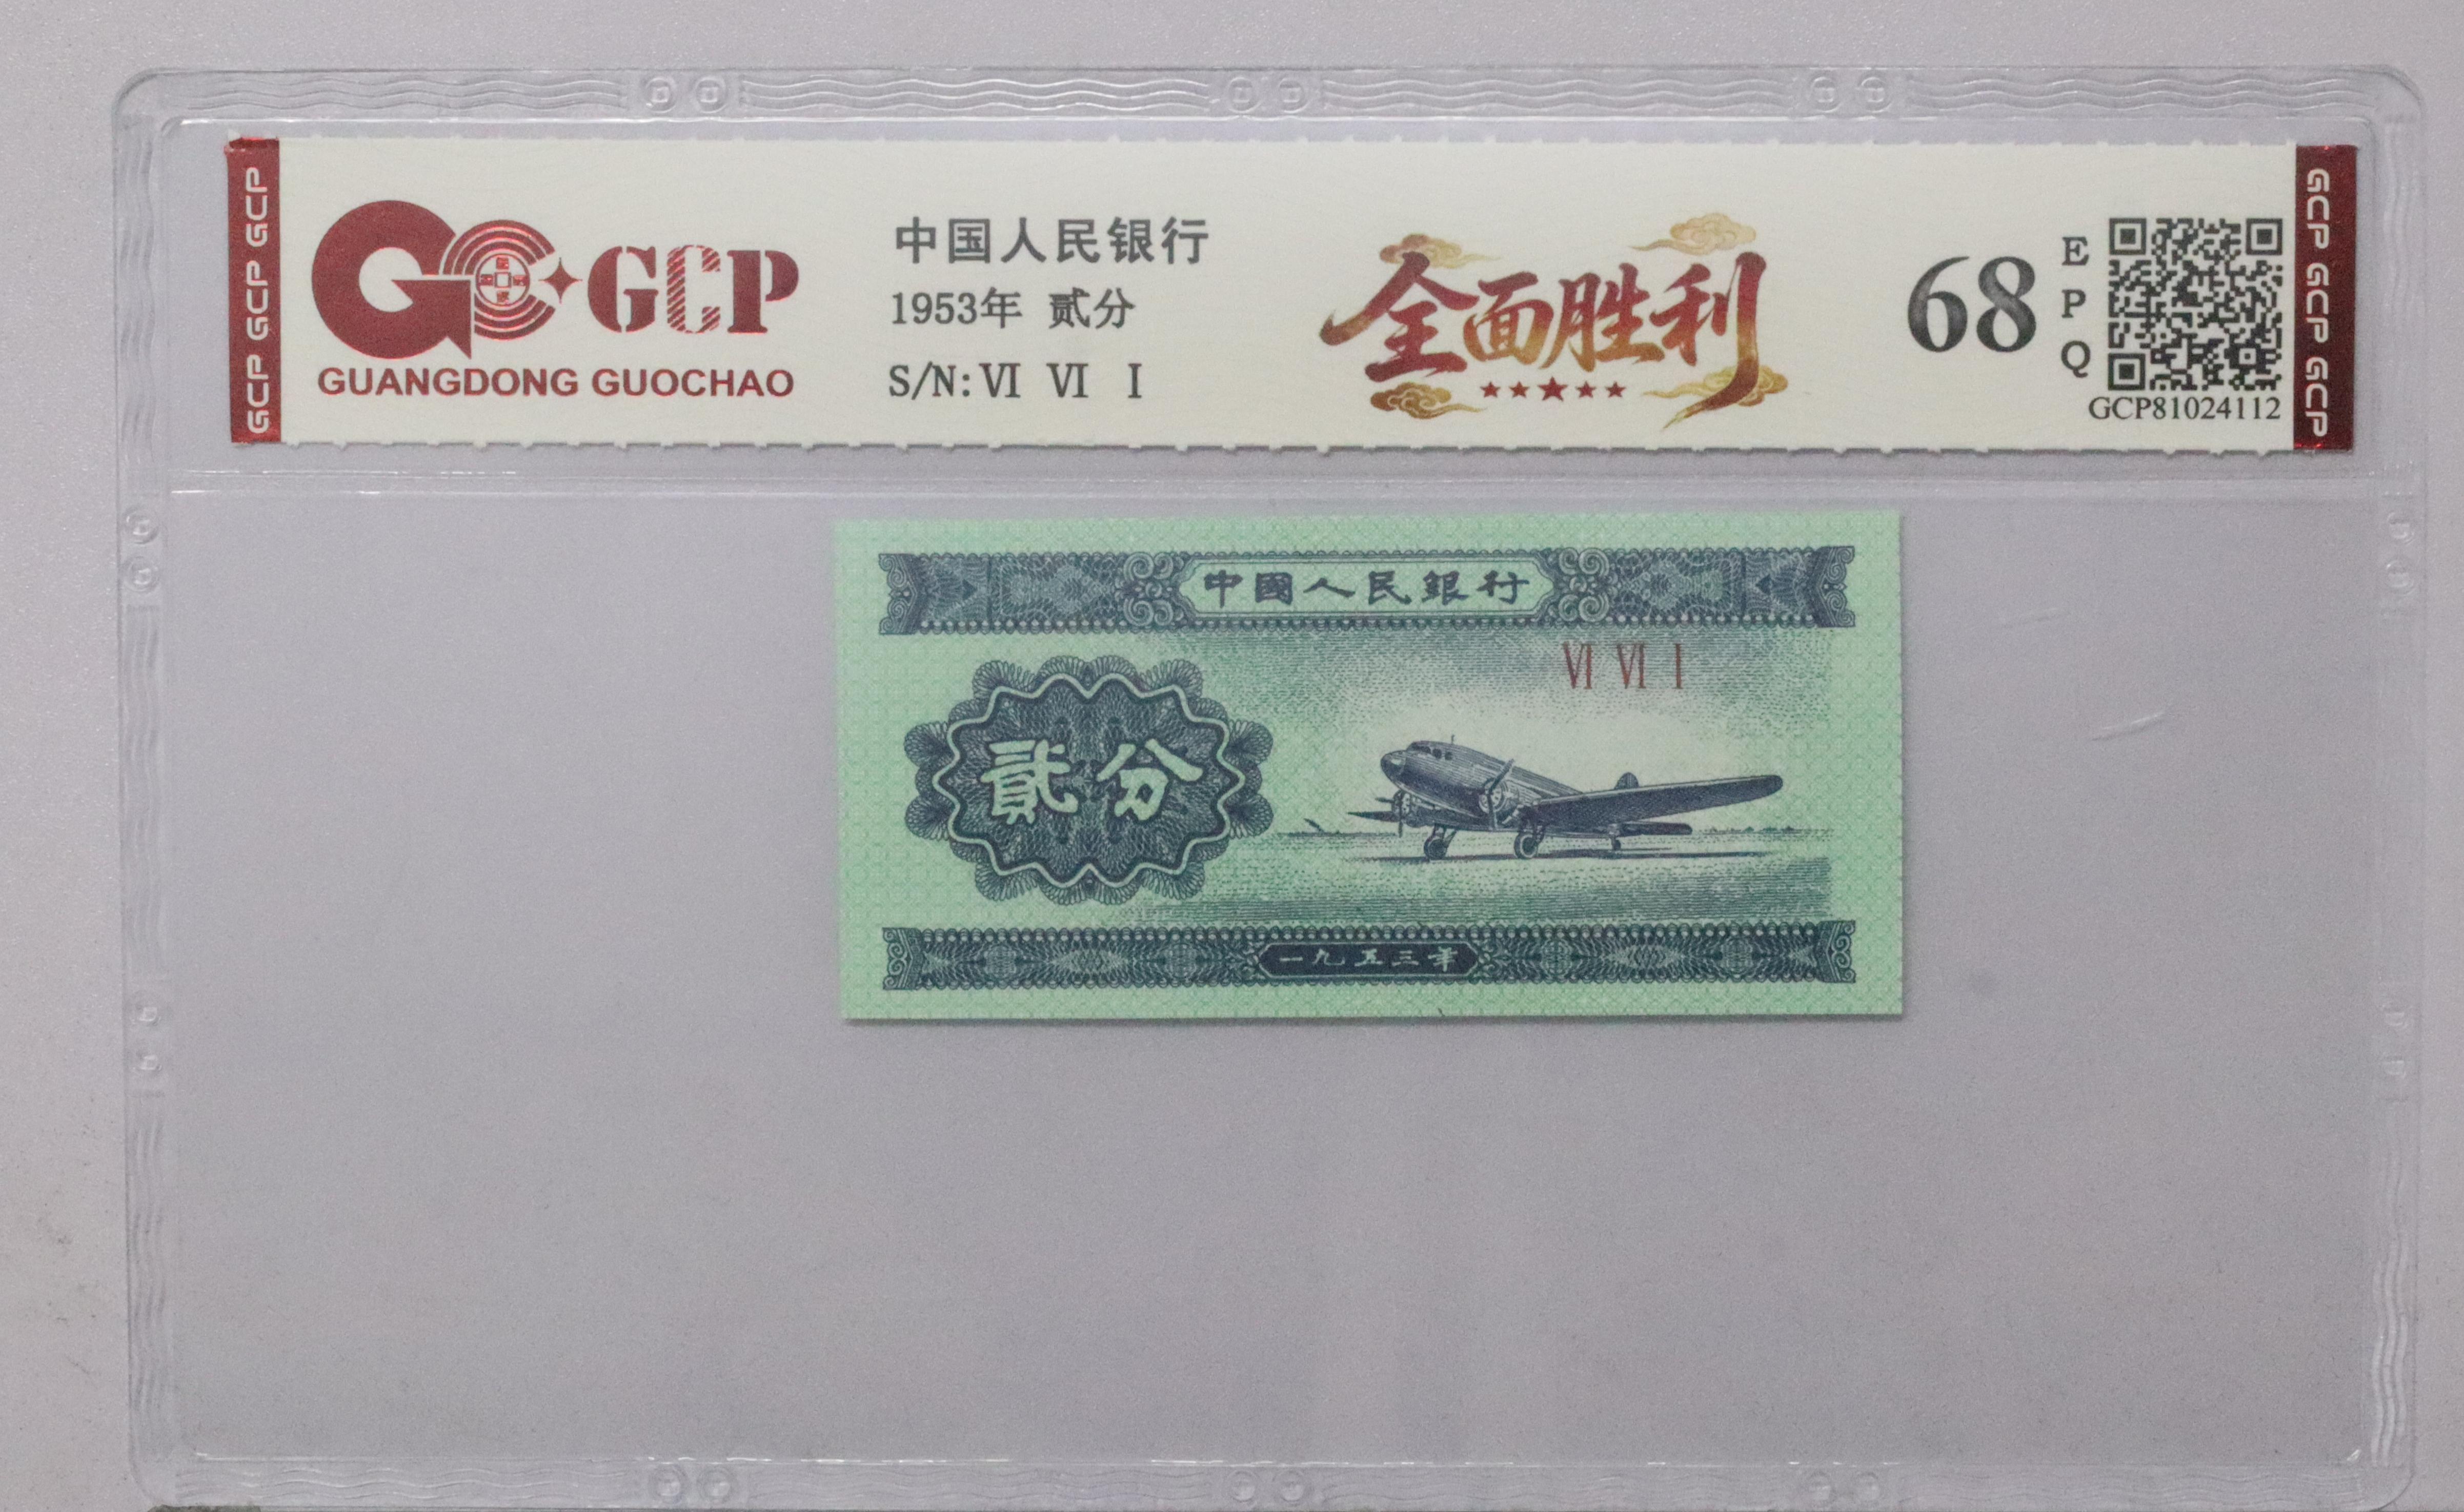 GCP GCP GCP
GCP
GUANGDONG GUOCHAO
中国人民银行
1953年 贰分
S/N: VI VI I
全面胜利
68
E
P
Q
GCP81024112
GCP GCP GCP
中國人民銀行
VI VI I
貳分
一九五三年